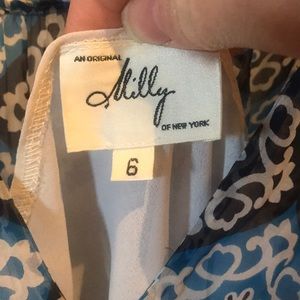 AN ORIGINAL
Milly
OF NEW YORK
6